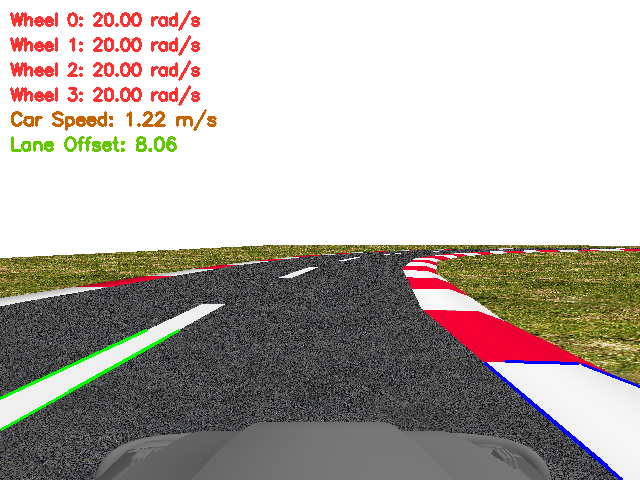 Wheel 0: 20.00 rad/s
Wheel 1: 20.00 rad/s
Wheel 2: 20.00 rad/s
Wheel 3: 20.00 rad/s
Car Speed: 1.22 m/s
Lane Offset: 8.06